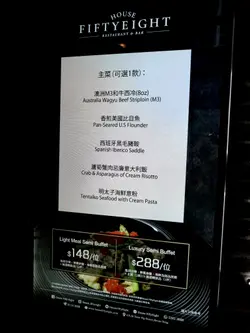 HOUSE
FIFTYEIGHT
RESTAURANT & BAR
主菜 (可選1款) :
澳洲M3和牛西冷(8oz)
Australia Wagyu Beef Striploin (M3)
香煎美國比目魚
Pan-Seared U.S Flounder
西班牙黑毛豬鞍
Spanish Iberico Saddle
蘆筍蟹肉忌廉意大利飯
Crab & Asparagus of Cream Risotto
明太子海鮮意粉
Tentaiko Seafood with Cream Pasta
Light Meal Semi Buffet
$148/位
Luxury Semi Buffet
$288/位